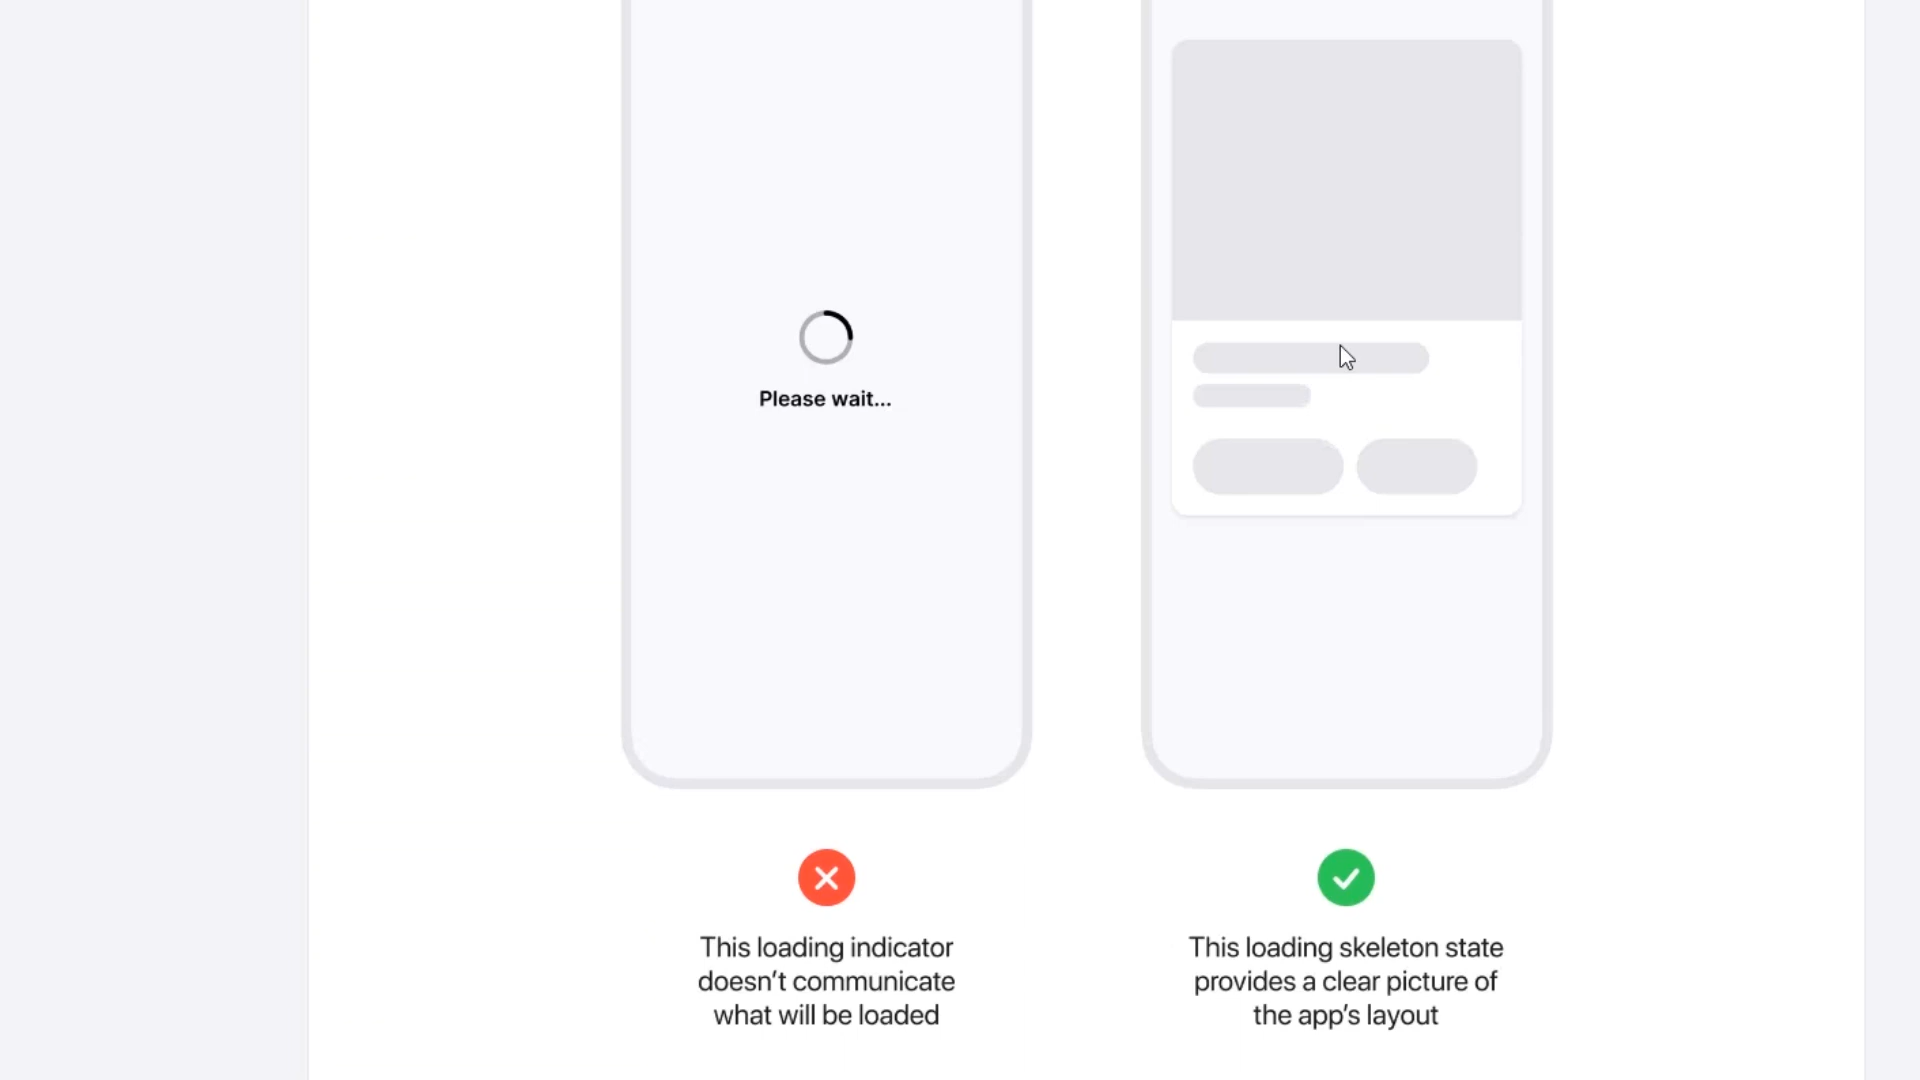 Please wait...
This loading indicator
doesn't communicate
what will be loaded
This loading skeleton state
provides a clear picture of
the app's layout